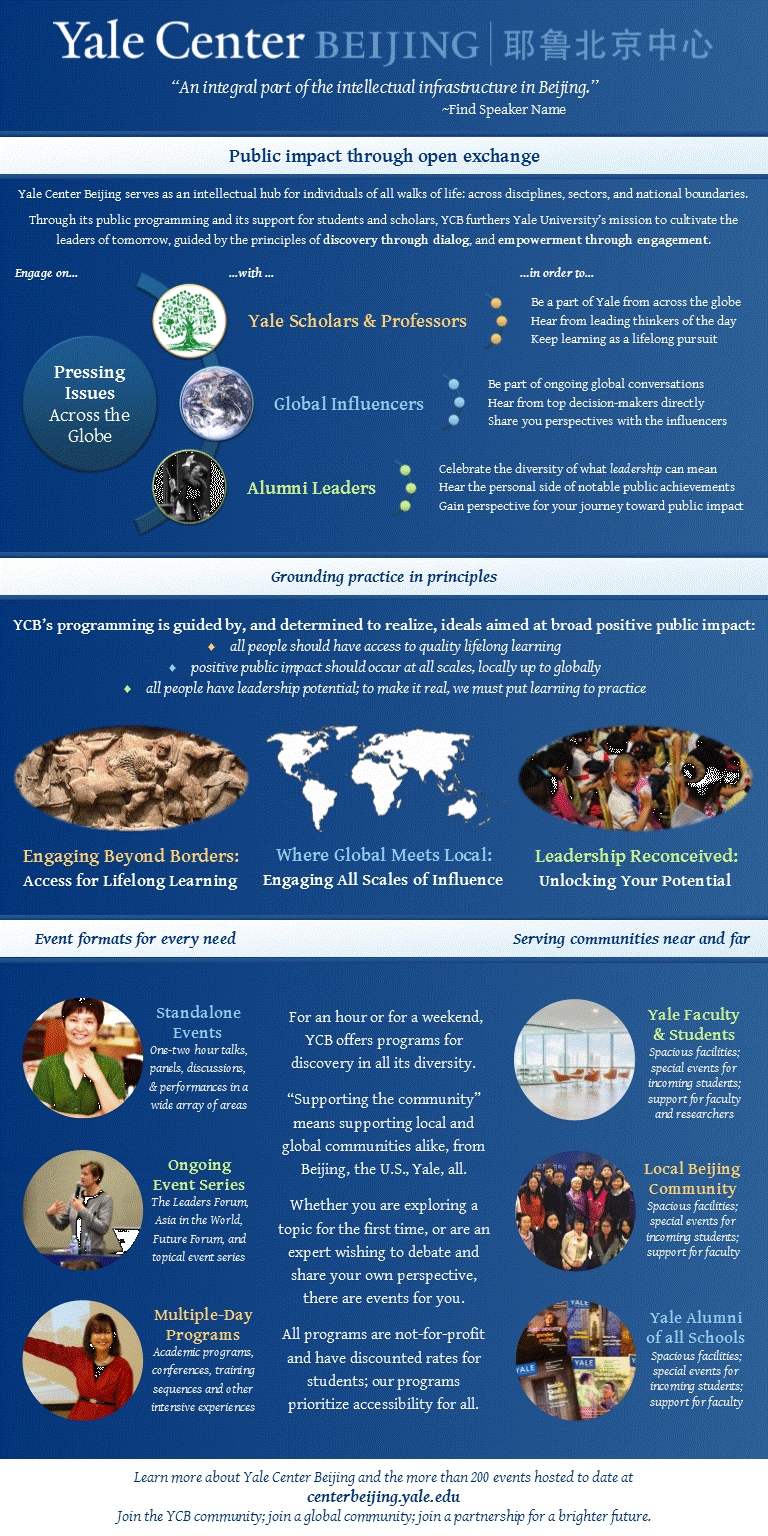 Yale Center BEIJING | 耶鲁北京中心
“An integral part of the intellectual infrastructure in Beijing.”
~Find Speaker Name
Public impact through open exchange
Yale Center Beijing serves as an intellectual hub for individuals of all walks of life: across disciplines, sectors, and national boundaries.
Through its public programming and its support for students and scholars, YCB furthers Yale University’s mission to cultivate the
leaders of tomorrow, guided by the principles of discovery through dialog, and empowerment through engagement.
Engage on...
...with ...
...in order to...
Pressing
Issues
Across the
Globe
Yale Scholars & Professors
Be a part of Yale from across the globe
Hear from leading thinkers of the day
Keep learning as a lifelong pursuit
Global Influencers
Be part of ongoing global conversations
Hear from top decision-makers directly
Share you perspectives with the influencers
Alumni Leaders
Celebrate the diversity of what leadership can mean
Hear the personal side of notable public achievements
Gain perspective for your journey toward public impact
Grounding practice in principles
YCB’s programming is guided by, and determined to realize, ideals aimed at broad positive public impact:
♦ all people should have access to quality lifelong learning
♦ positive public impact should occur at all scales, locally up to globally
♦ all people have leadership potential; to make it real, we must put learning to practice
Engaging Beyond Borders:
Access for Lifelong Learning
Where Global Meets Local:
Engaging All Scales of Influence
Leadership Reconceived:
Unlocking Your Potential
Event formats for every need
Serving communities near and far
Standalone
Events
One-two hour talks,
panels, discussions,
& performances in a
wide array of areas
Ongoing
Event Series
The Leaders Forum,
Asia in the World,
Future Forum, and
topical event series
Multiple-Day
Programs
Academic programs,
conferences, training
sequences and other
intensive experiences
For an hour or for a weekend,
YCB offers programs for
discovery in all its diversity.
“Supporting the community”
means supporting local and
global communities alike, from
Beijing, the U.S., Yale, all.
Whether you are exploring a
topic for the first time, or are an
expert wishing to debate and
share your own perspective,
there are events for you.
All programs are not-for-profit
and have discounted rates for
students; our programs
prioritize accessibility for all.
Yale Faculty
& Students
Spacious facilities;
special events for
incoming students;
support for faculty
and researchers
Local Beijing
Community
Spacious facilities;
special events for
incoming students;
support for faculty
YALE
YALE
YALE
Yale Alumni
of all Schools
Spacious facilities;
special events for
incoming students;
support for faculty
Learn more about Yale Center Beijing and the more than 200 events hosted to date at
centerbeijing.yale.edu
Join the YCB community; join a global community; join a partnership for a brighter future.